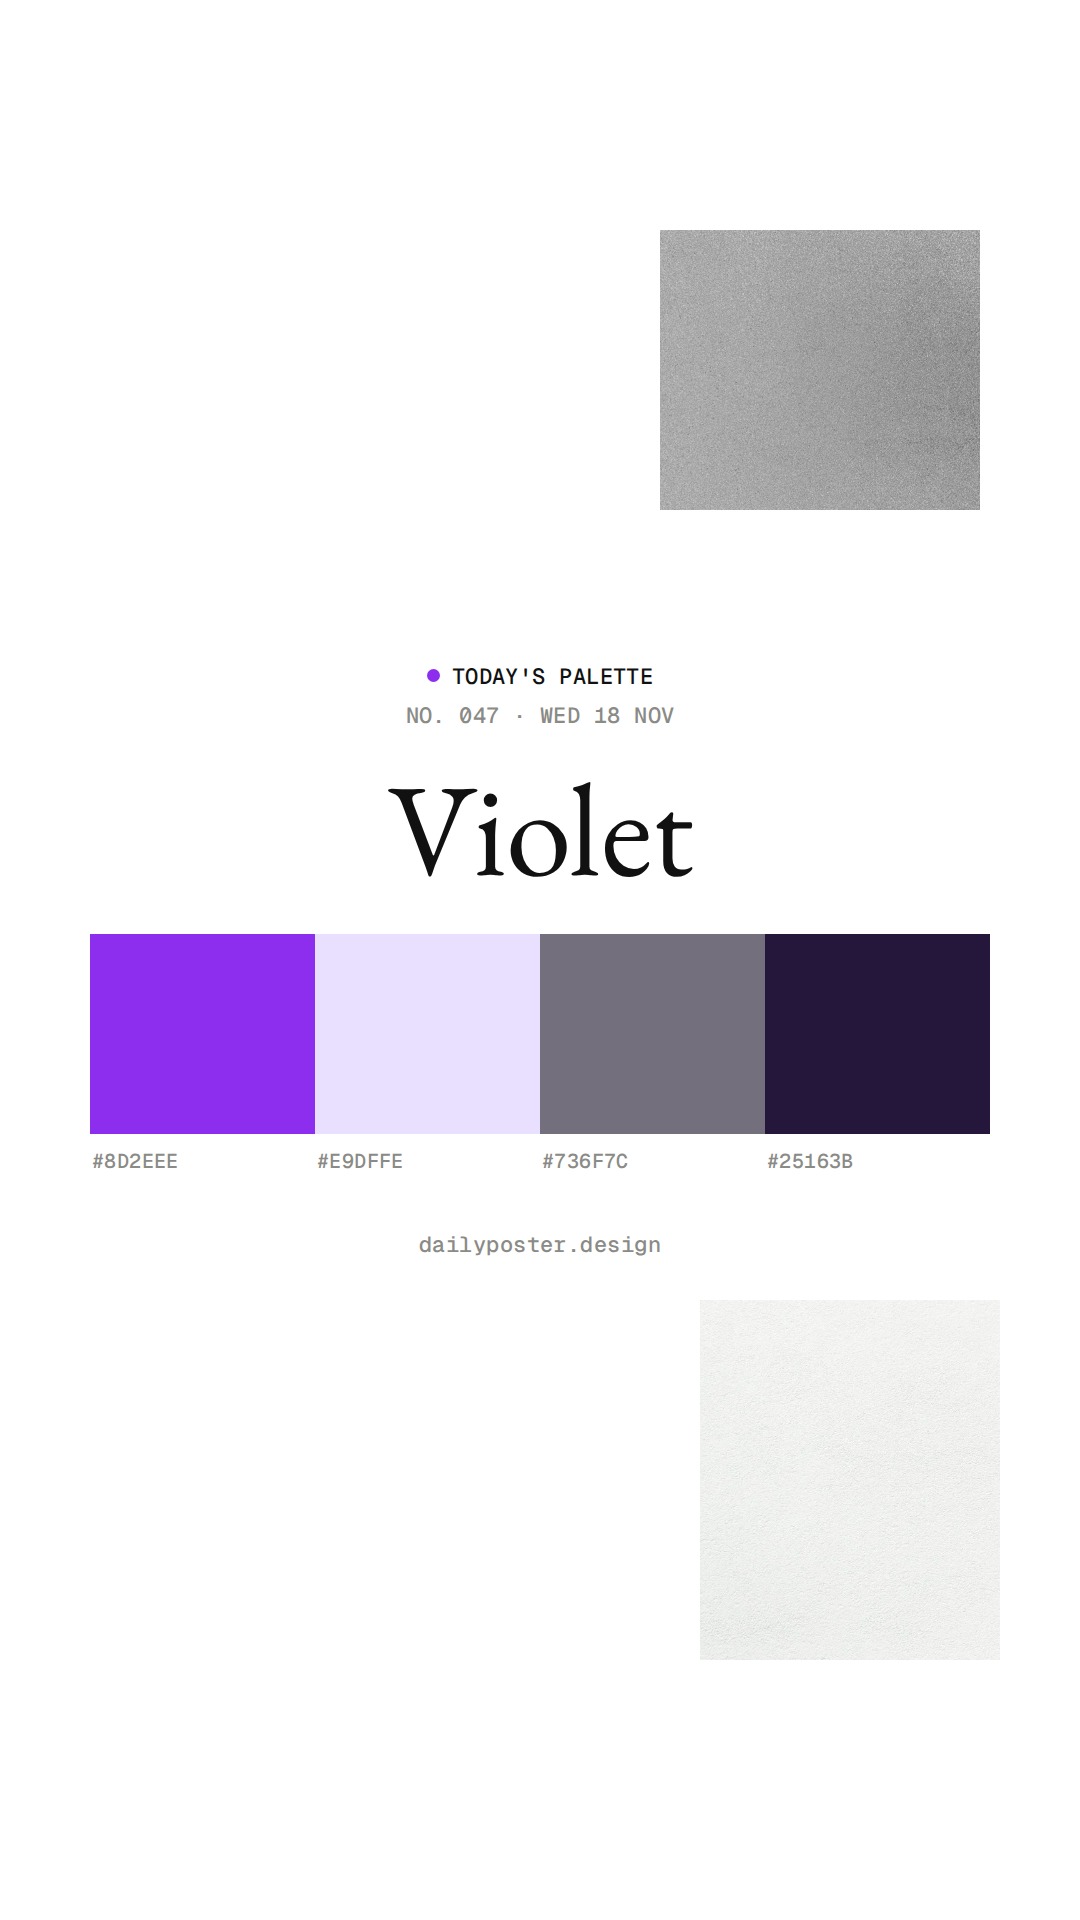 TODAY'S PALETTE
NO. 047 · WED 18 NOV
Violet
#8D2EEE #E9DFFE #736F7C #25163B
dailyposter.design